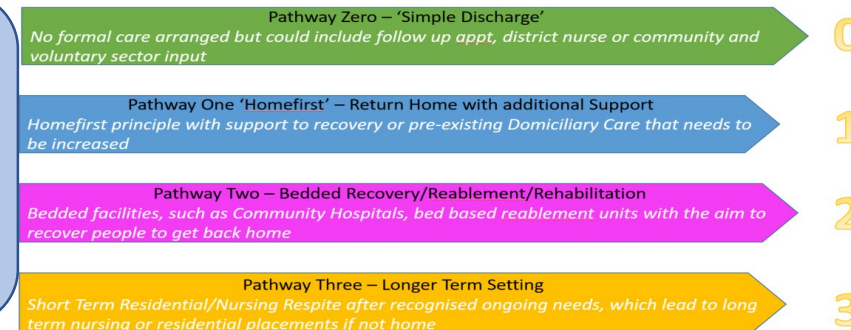 Pathway Zero – ‘Simple Discharge’
No formal care arranged but could include follow up appt, district nurse or community and
voluntary sector input
0
Pathway One ‘Homefirst’ – Return Home with additional Support
Homefirst principle with support to recovery or pre-existing Domiciliary Care that needs to
be increased
1
Pathway Two – Bedded Recovery/Reablement/Rehabilitation
Bedded facilities, such as Community Hospitals, bed based reablement units with the aim to
recover people to get back home
2
Pathway Three – Longer Term Setting
Short Term Residential/Nursing Respite after recognised ongoing needs, which lead to long
term nursing or residential placements if not home
3